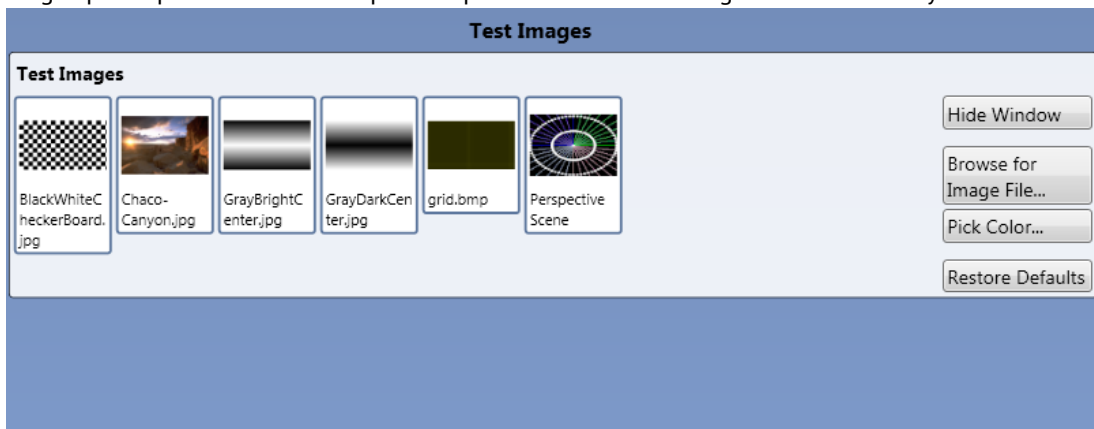 Test Images
Test Images
BlackWhiteC
heckerBoard.
jpg
Chaco-
Canyon.jpg
GrayBrightC
enter.jpg
GrayDarkCen
ter.jpg
grid.bmp
Perspective
Scene
Hide Window
Browse for
Image File...
Pick Color...
Restore Defaults